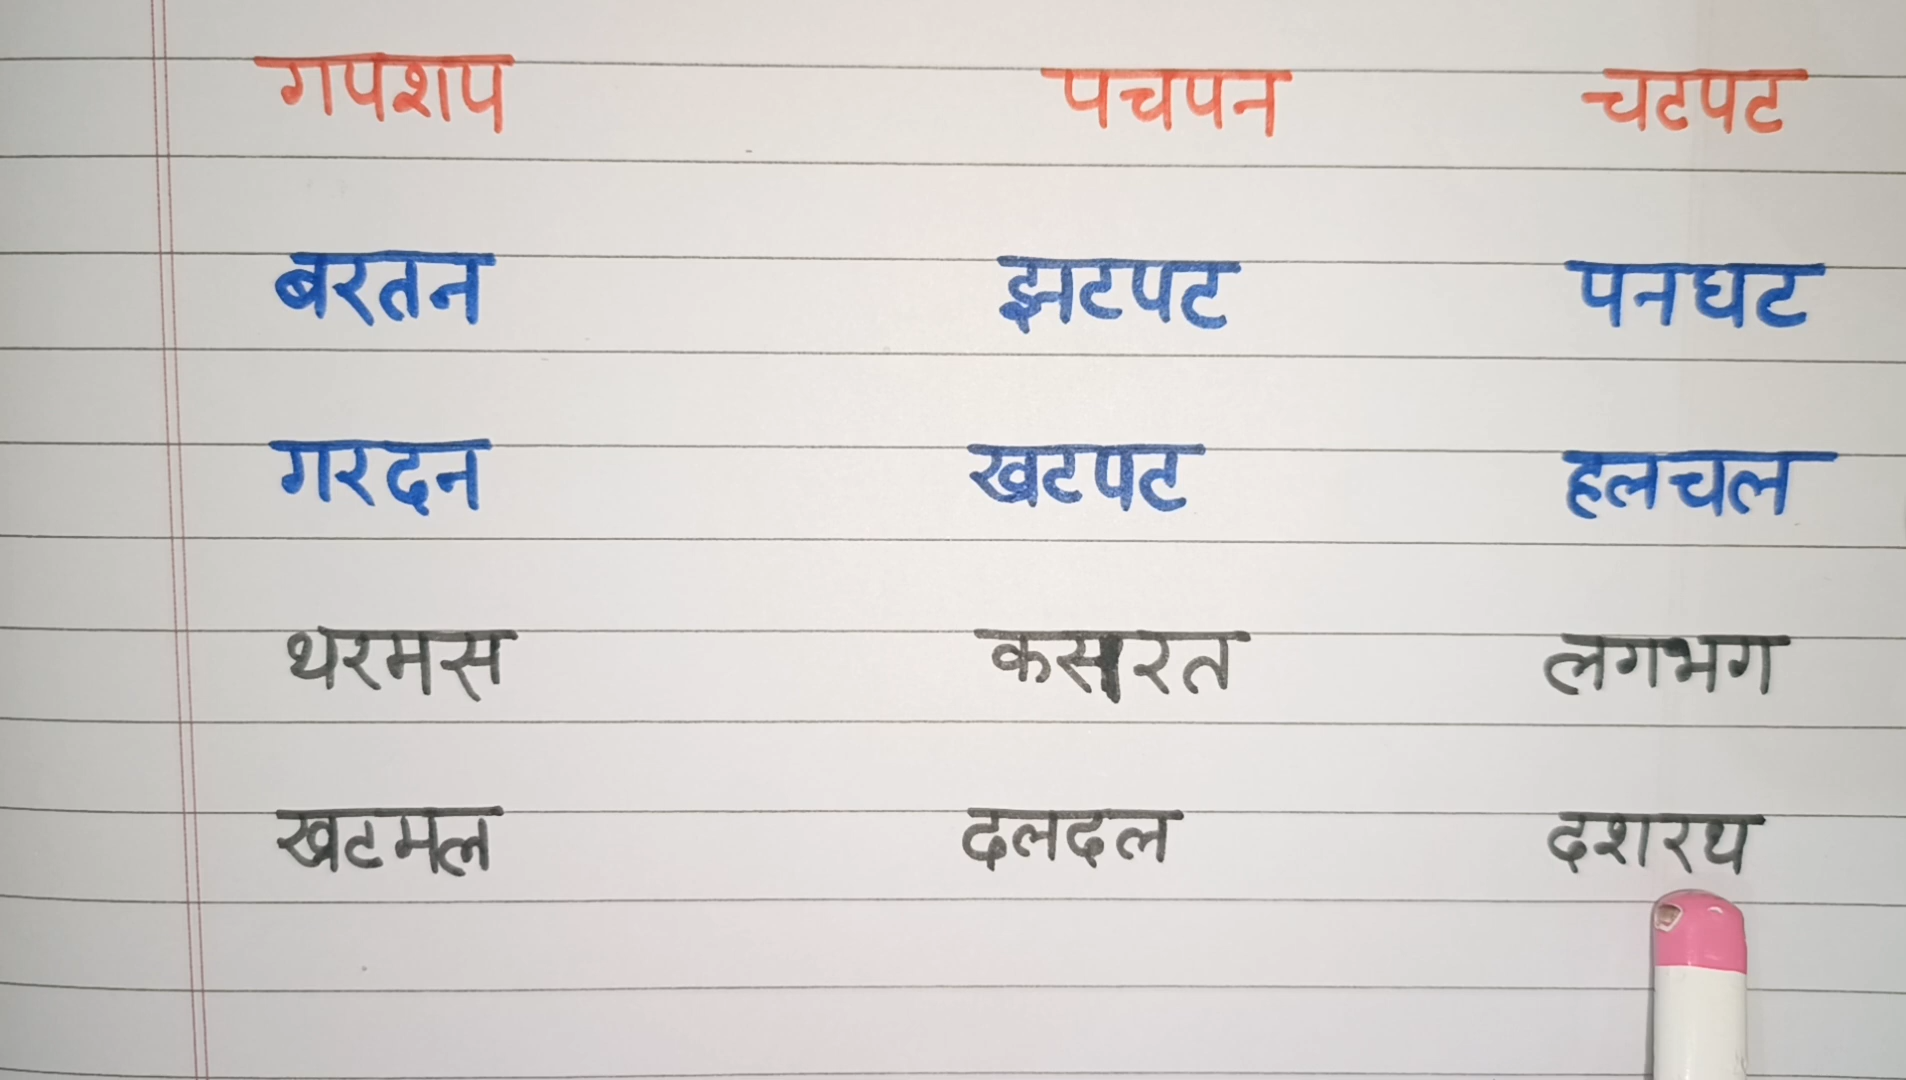 गपशप पचपन चटपट
बरतन झटपट पनघट
गरदन खटपट हलचल
थरमस कसरत लगभग
खटमल दलदल दशरथ